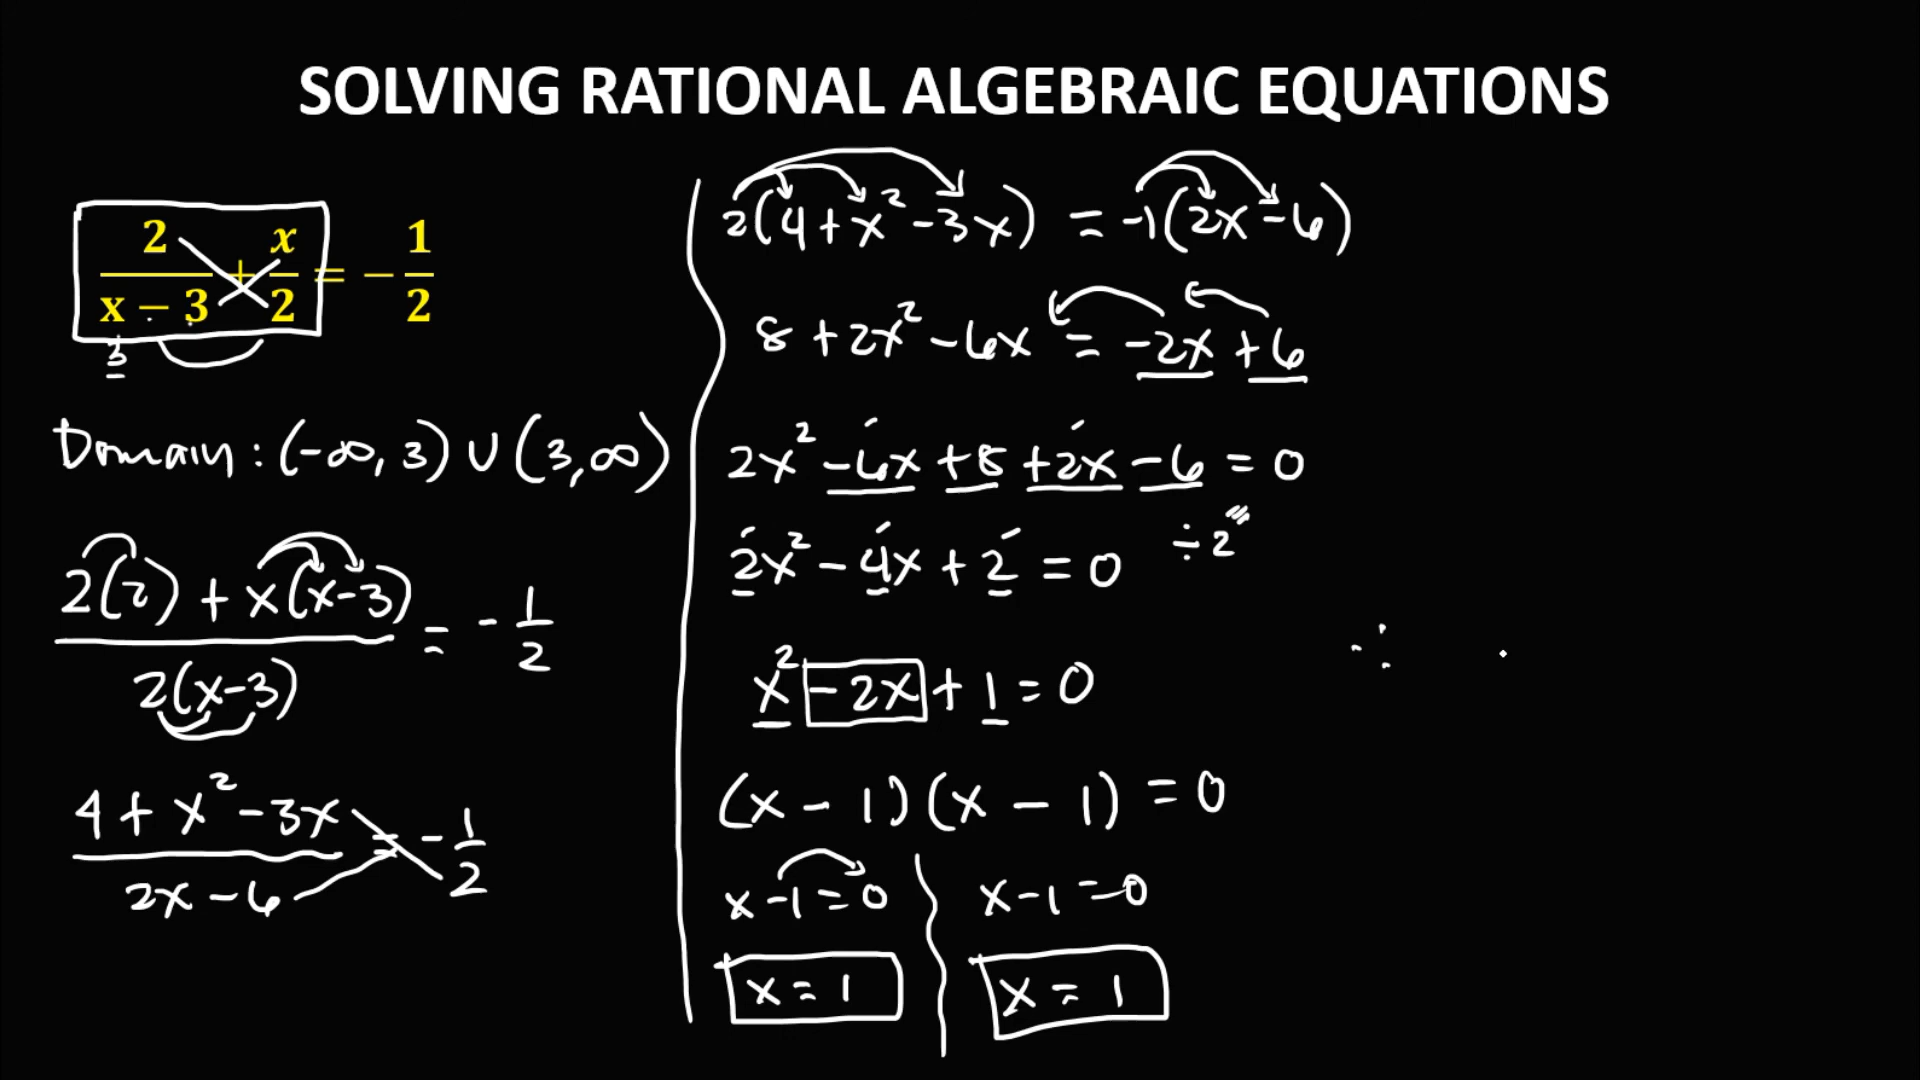 SOLVING RATIONAL ALGEBRAIC EQUATIONS
2/(x − 3) + x/2 = − 1/2
3
Domain: (-∞, 3) ∪ (3, ∞)
(2(2) + x(x-3))/(2(x-3)) = - 1/2
(4 + x² - 3x)/(2x - 6) = - 1/2
2(4 + x² - 3x) = -1(2x - 6)
8 + 2x² - 6x = -2x + 6
2x² - 6x + 8 + 2x - 6 = 0
2x² - 4x + 2 = 0 ÷ 2
x² - 2x + 1 = 0
(x - 1)(x - 1) = 0
x - 1 = 0 x - 1 = 0
x = 1 x = 1